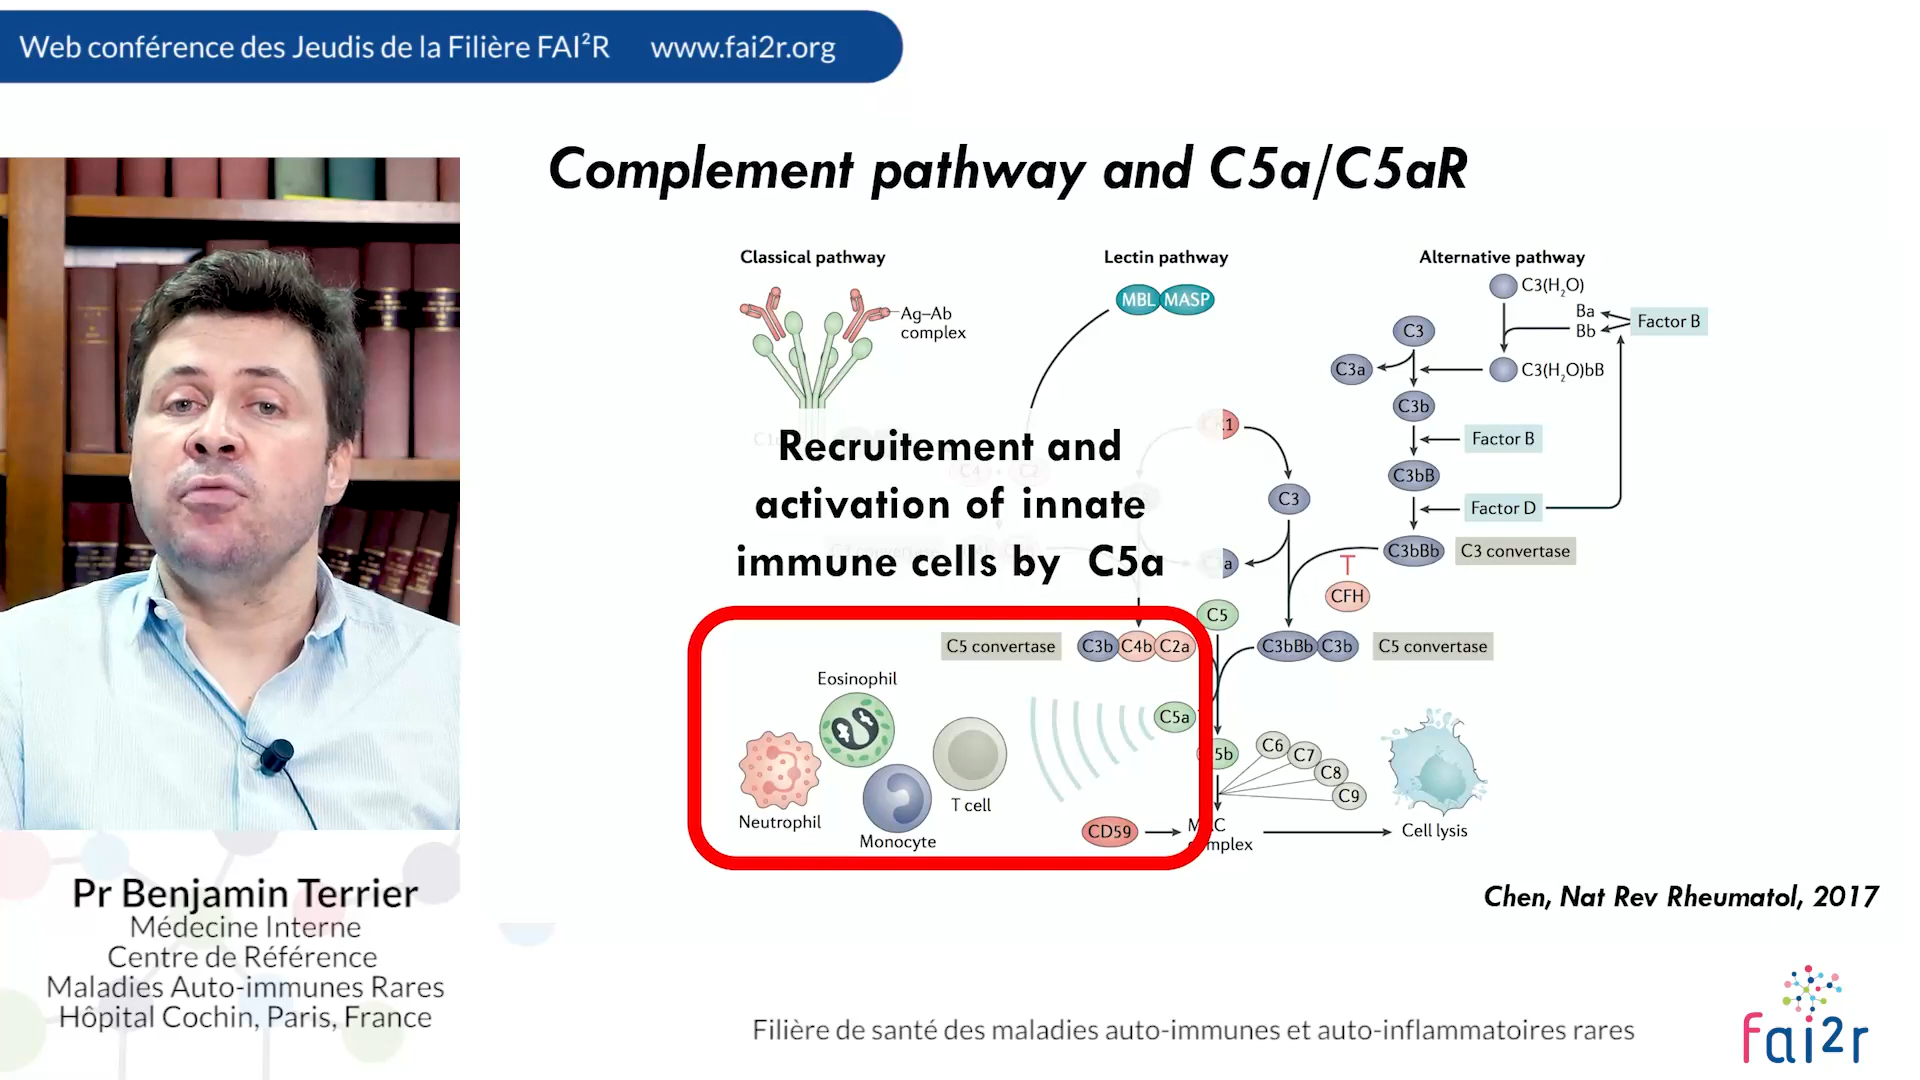 Web conférence des Jeudis de la Filière FAI²R www.fai2r.org
Complement pathway and C5a/C5aR
Classical pathway
Lectin pathway
Alternative pathway
Ag–Ab
complex
MBL MASP
C3(H₂O)
Ba
Bb
Factor B
C3
C3a
C3(H₂O)bB
C3b
Factor B
C3bB
Factor D
C3bBb
C3 convertase
C3
CFH
Recruitement and
activation of innate
immune cells by C5a
C4 + C2
C5
C5 convertase
C3b C4b C2a
C3bBb C3b
C5 convertase
Eosinophil
C5a
5b
C6
C7
C8
C9
T cell
Neutrophil
Monocyte
CD59
Cell lysis
Chen, Nat Rev Rheumatol, 2017
Pr Benjamin Terrier
Médecine Interne
Centre de Référence
Maladies Auto-immunes Rares
Hôpital Cochin, Paris, France
Filière de santé des maladies auto-immunes et auto-inflammatoires rares
fai2r